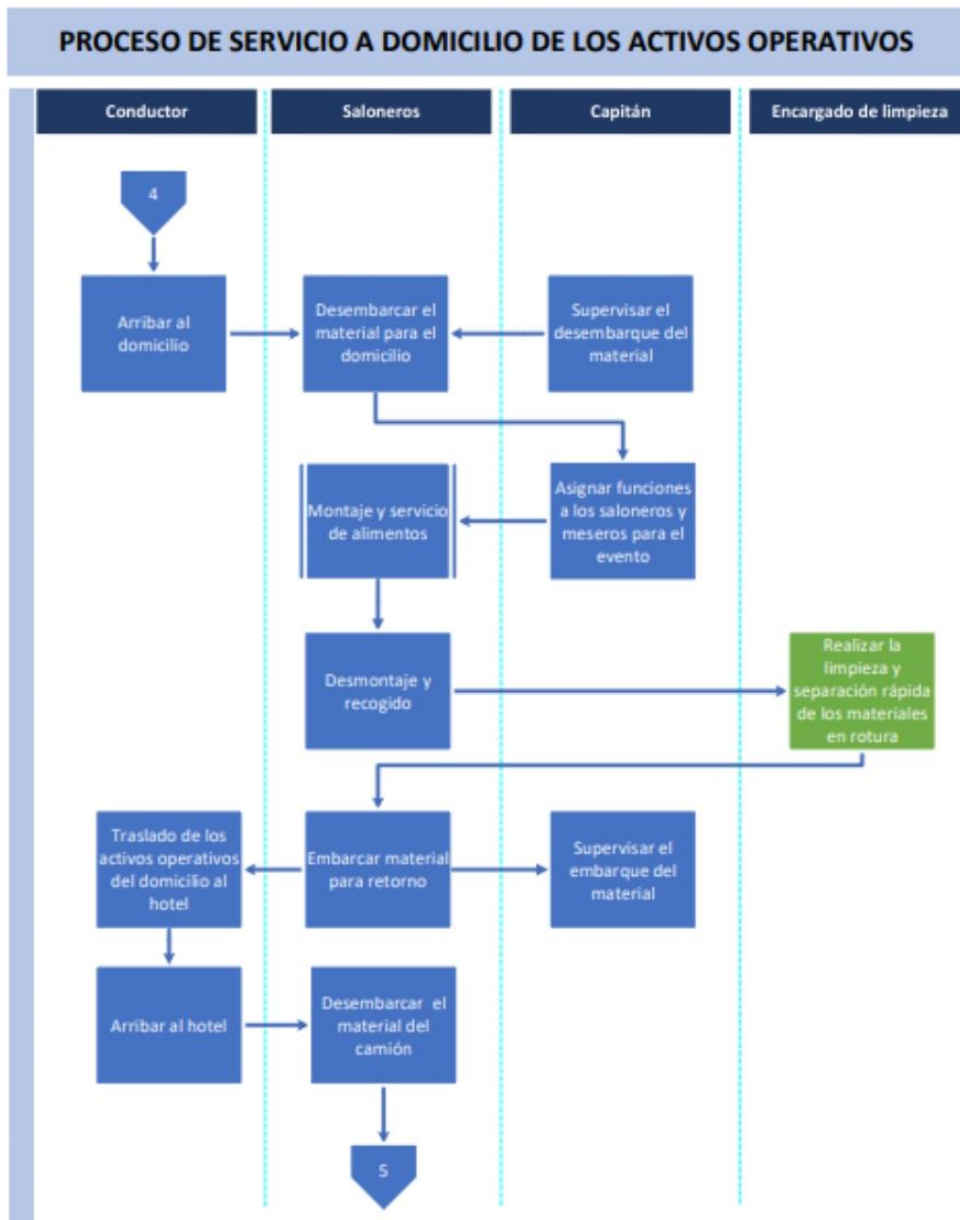 PROCESO DE SERVICIO A DOMICILIO DE LOS ACTIVOS OPERATIVOS
Conductor
Saloneros
Capitán
Encargado de limpieza
4
Arribar al
domicilio
Desembarcar el
material para el
domicilio
Supervisar el
desembarque del
material
Montaje y servicio
de alimentos
Asignar funciones
a los saloneros y
meseros para el
evento
Desmontaje y
recogido
Realizar la
limpieza y
separación rápida
de los materiales
en rotura
Traslado de los
activos operativos
del domicilio al
hotel
Embarcar material
para retorno
Supervisar el
embarque del
material
Arribar al hotel
Desembarcar el
material del
camión
5